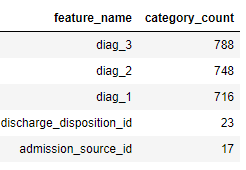 feature_name category_count
diag_3 788
diag_2 748
diag_1 716
discharge_disposition_id 23
admission_source_id 17